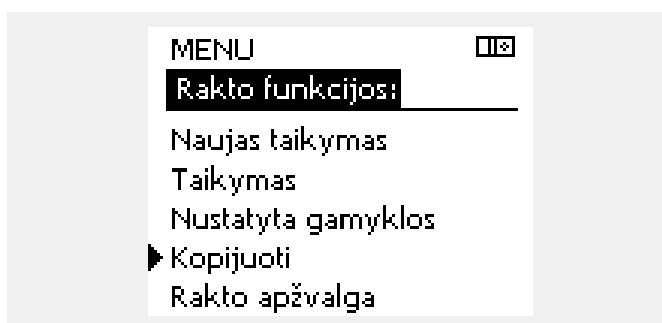 MENU
Rakto funkcijos:
Naujas taikymas
Taikymas
Nustatyta gamyklos
Kopijuoti
Rakto apžvalga